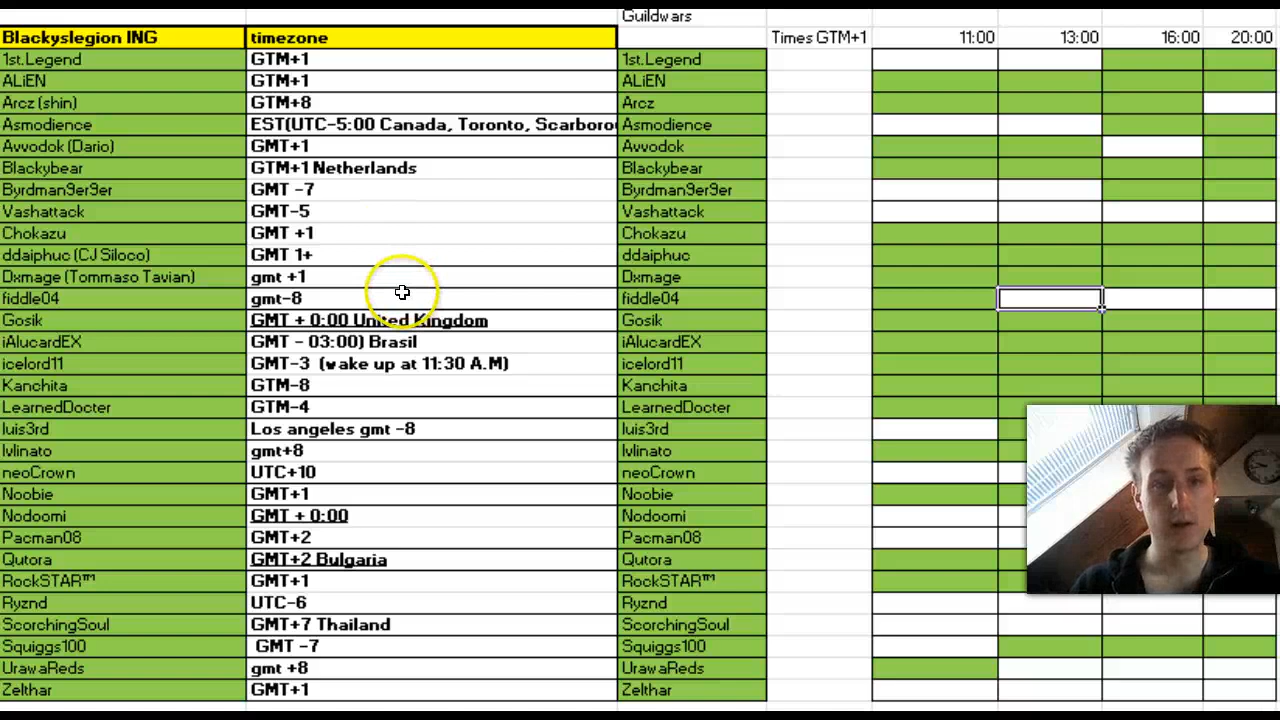 Guildwars
Blackyslegion ING timezone Times GTM+1 11:00 13:00 16:00 20:00
1st.Legend GTM+1 1st.Legend
ALiEN GTM+1 ALiEN
Arcz (shin) GTM+8 Arcz
Asmodience EST(UTC-5:00 Canada, Toronto, Scarborou Asmodience
Avvodok (Dario) GMT+1 Avvodok
Blackybear GTM+1 Netherlands Blackybear
Byrdman9er9er GMT -7 Byrdman9er9er
Vashattack GMT-5 Vashattack
Chokazu GMT +1 Chokazu
ddaiphuc (CJ Siloco) GMT 1+ ddaiphuc
Dxmage (Tommaso Tavian) gmt +1 Dxmage
fiddle04 gmt-8 fiddle04
Gosik GMT + 0:00 United Kingdom Gosik
iAlucardEX GMT - 03:00) Brasil iAlucardEX
icelord11 GMT-3 (wake up at 11:30 A.M) icelord11
Kanchita GTM-8 Kanchita
LearnedDocter GTM-4 LearnedDocter
luis3rd Los angeles gmt -8 luis3rd
lvlinato gmt+8 lvlinato
neoCrown UTC+10 neoCrown
Noobie GMT+1 Noobie
Nodoomi GMT + 0:00 Nodoomi
Pacman08 GMT+2 Pacman08
Qutora GMT+2 Bulgaria Qutora
RockSTAR™ GMT+1 RockSTAR™
Ryznd UTC-6 Ryznd
ScorchingSoul GMT+7 Thailand ScorchingSoul
Squiggs100 GMT -7 Squiggs100
UrawaReds gmt +8 UrawaReds
Zelthar GMT+1 Zelthar